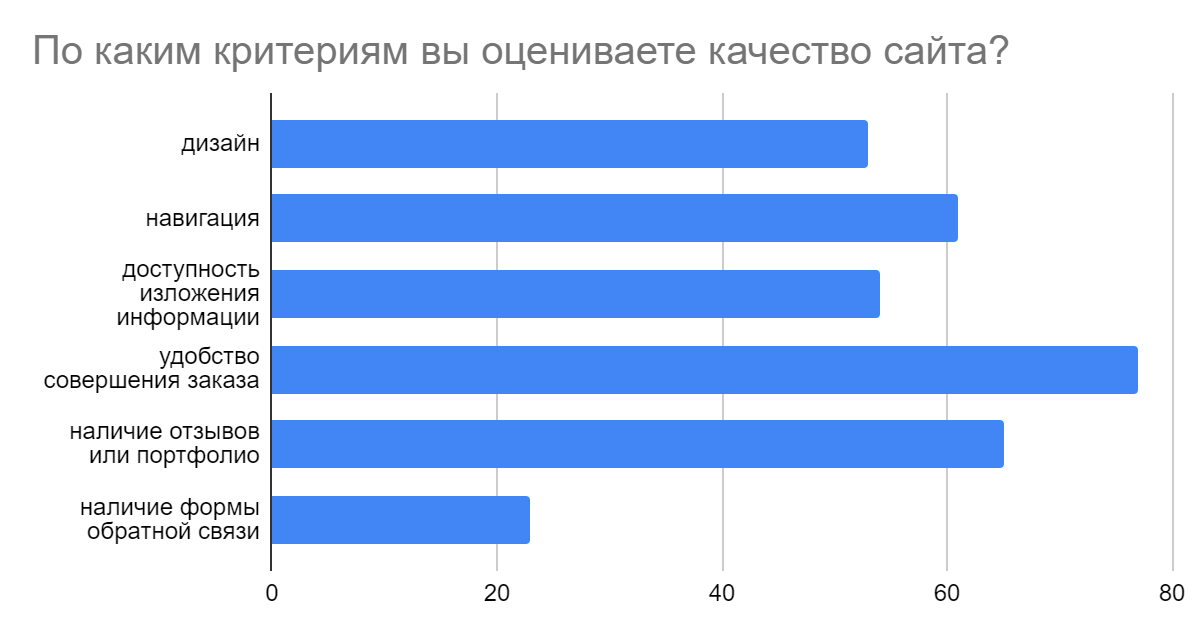 По каким критериям вы оцениваете качество сайта?
дизайн
навигация
доступность
изложения
информации
удобство
совершения заказа
наличие отзывов
или портфолио
наличие формы
обратной связи
0 20 40 60 80